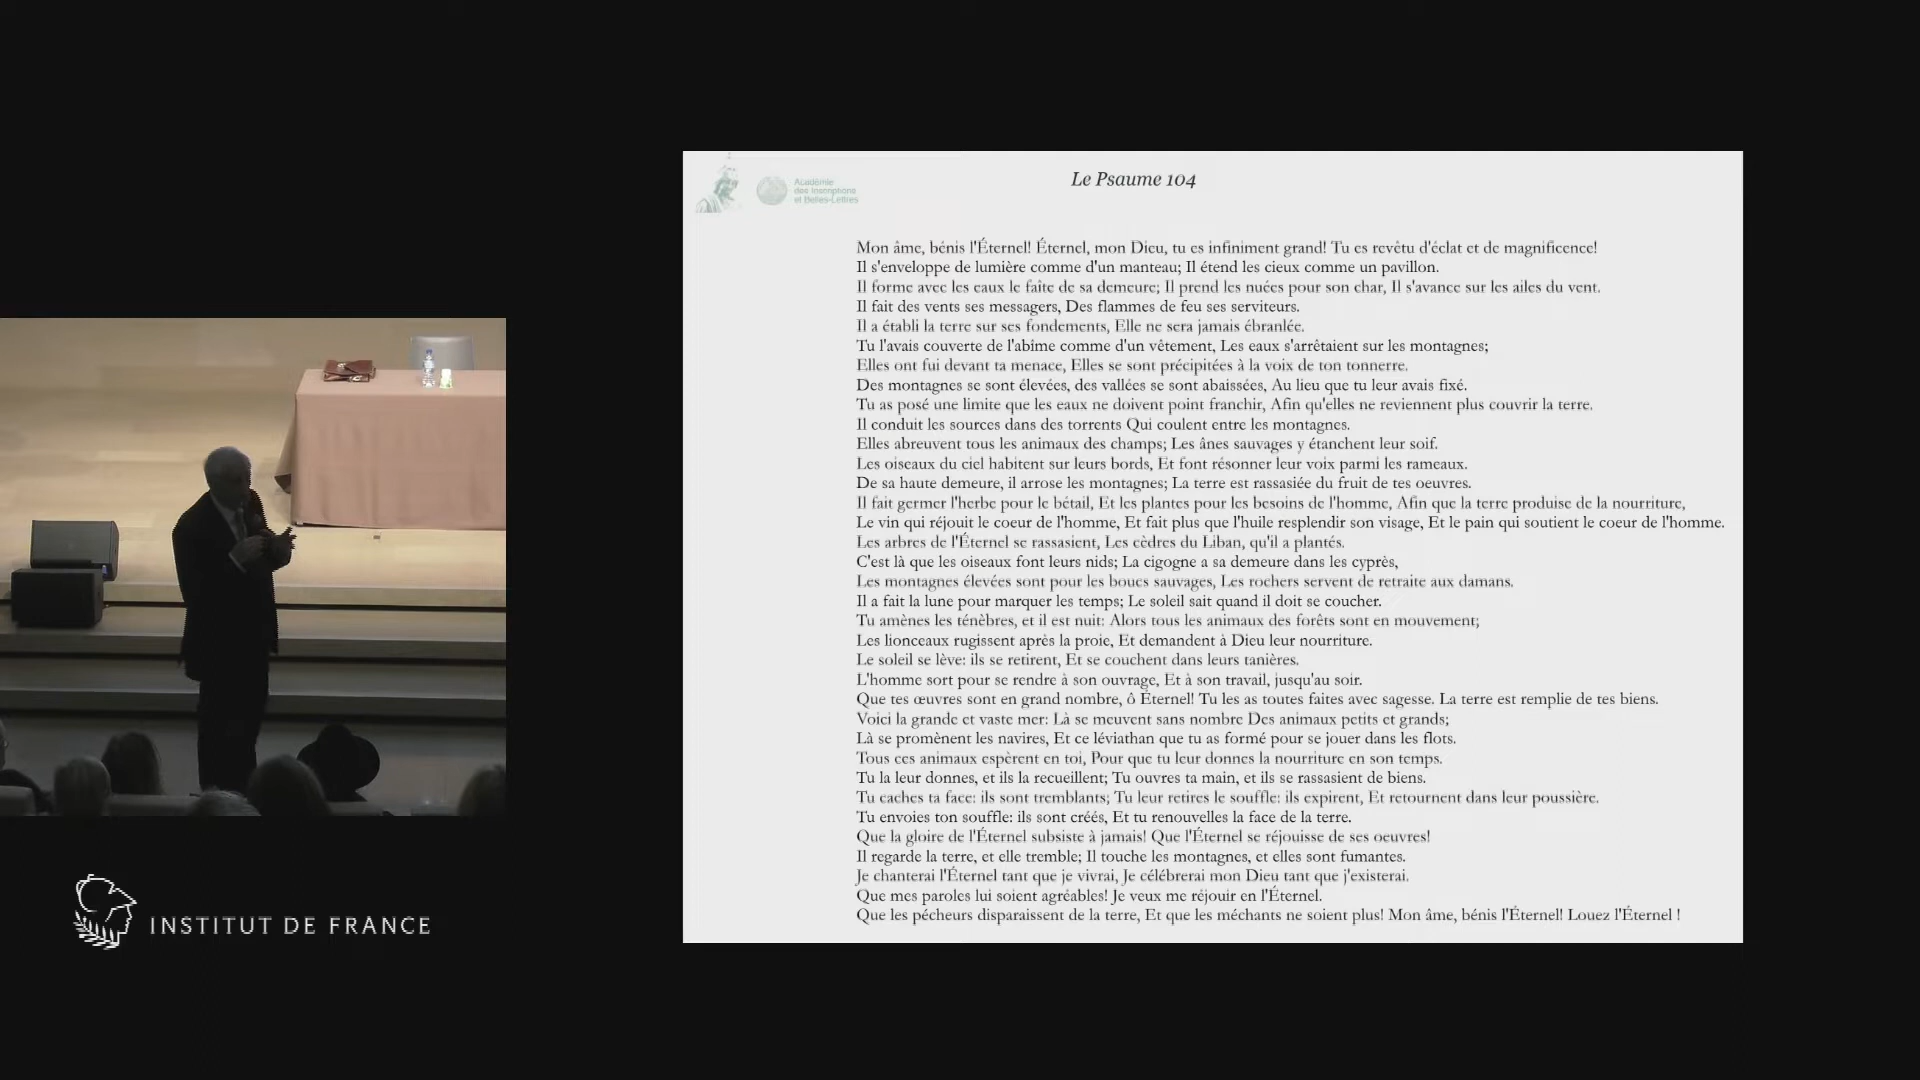 Académie
des Inscriptions
et Belles-Lettres
Le Psaume 104
Mon âme, bénis l'Éternel! Éternel, mon Dieu, tu es infiniment grand! Tu es revêtu d'éclat et de magnificence!
Il s'enveloppe de lumière comme d'un manteau; Il étend les cieux comme un pavillon.
Il forme avec les eaux le faîte de sa demeure; Il prend les nuées pour son char, Il s'avance sur les ailes du vent.
Il fait des vents ses messagers, Des flammes de feu ses serviteurs.
Il a établi la terre sur ses fondements, Elle ne sera jamais ébranlée.
Tu l'avais couverte de l'abîme comme d'un vêtement, Les eaux s'arrêtaient sur les montagnes;
Elles ont fui devant ta menace, Elles se sont précipitées à la voix de ton tonnerre.
Des montagnes se sont élevées, des vallées se sont abaissées, Au lieu que tu leur avais fixé.
Tu as posé une limite que les eaux ne doivent point franchir, Afin qu'elles ne reviennent plus couvrir la terre.
Il conduit les sources dans des torrents Qui coulent entre les montagnes.
Elles abreuvent tous les animaux des champs; Les ânes sauvages y étanchent leur soif.
Les oiseaux du ciel habitent sur leurs bords, Et font résonner leur voix parmi les rameaux.
De sa haute demeure, il arrose les montagnes; La terre est rassasiée du fruit de tes oeuvres.
Il fait germer l'herbe pour le bétail, Et les plantes pour les besoins de l'homme, Afin que la terre produise de la nourriture,
Le vin qui réjouit le coeur de l'homme, Et fait plus que l'huile resplendir son visage, Et le pain qui soutient le coeur de l'homme.
Les arbres de l'Éternel se rassasient, Les cèdres du Liban, qu'il a plantés.
C'est là que les oiseaux font leurs nids; La cigogne a sa demeure dans les cyprès,
Les montagnes élevées sont pour les boucs sauvages, Les rochers servent de retraite aux damans.
Il a fait la lune pour marquer les temps; Le soleil sait quand il doit se coucher.
Tu amènes les ténèbres, et il est nuit: Alors tous les animaux des forêts sont en mouvement;
Les lionceaux rugissent après la proie, Et demandent à Dieu leur nourriture.
Le soleil se lève: ils se retirent, Et se couchent dans leurs tanières.
L'homme sort pour se rendre à son ouvrage, Et à son travail, jusqu'au soir.
Que tes œuvres sont en grand nombre, ô Éternel! Tu les as toutes faites avec sagesse. La terre est remplie de tes biens.
Voici la grande et vaste mer: Là se meuvent sans nombre Des animaux petits et grands;
Là se promènent les navires, Et ce léviathan que tu as formé pour se jouer dans les flots.
Tous ces animaux espèrent en toi, Pour que tu leur donnes la nourriture en son temps.
Tu la leur donnes, et ils la recueillent; Tu ouvres ta main, et ils se rassasient de biens.
Tu caches ta face: ils sont tremblants; Tu leur retires le souffle: ils expirent, Et retournent dans leur poussière.
Tu envoies ton souffle: ils sont créés, Et tu renouvelles la face de la terre.
Que la gloire de l'Éternel subsiste à jamais! Que l'Éternel se réjouisse de ses oeuvres!
Il regarde la terre, et elle tremble; Il touche les montagnes, et elles sont fumantes.
Je chanterai l'Éternel tant que je vivrai, Je célébrerai mon Dieu tant que j'existerai.
Que mes paroles lui soient agréables! Je veux me réjouir en l'Éternel.
Que les pécheurs disparaissent de la terre, Et que les méchants ne soient plus! Mon âme, bénis l'Éternel! Louez l'Éternel !
INSTITUT DE FRANCE